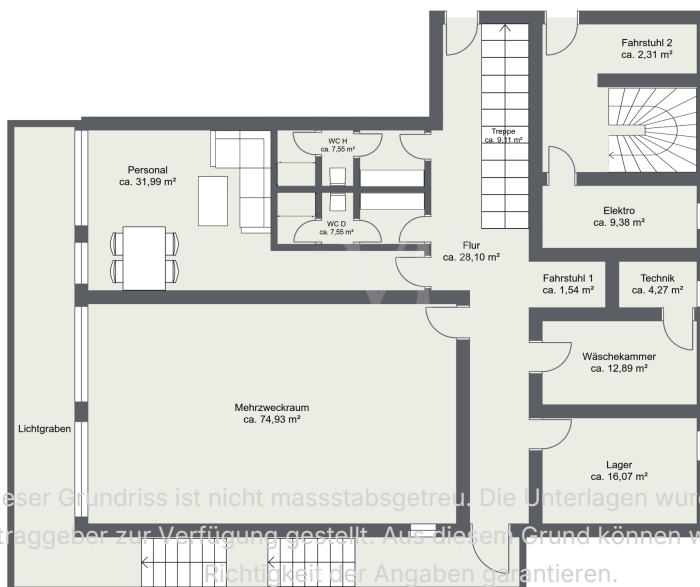 Fahrstuhl 2
ca. 2,31 m²
WC H
ca. 7,55 m²
Treppe
ca. 9,11 m²
Personal
ca. 31,99 m²
Elektro
ca. 9,38 m²
WC D
ca. 7,55 m²
Flur
ca. 28,10 m²
Fahrstuhl 1
ca. 1,54 m²
Technik
ca. 4,27 m²
Wäschekammer
ca. 12,89 m²
Mehrzweckraum
ca. 74,93 m²
Lichtgraben
Lager
ca. 16,07 m²
eser Grundriss ist nicht massstabsgetreu. Die Unterlagen wur
traggeber zur Verfügung gestellt. Aus diesem Grund können w
Richtigkeit der Angaben garantieren.